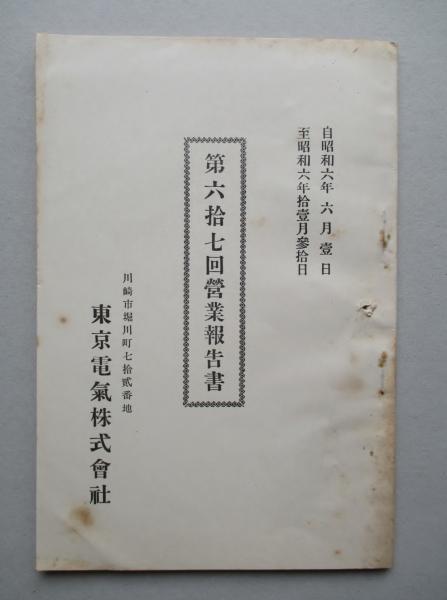 自昭和六年六月壹日
至昭和六年拾壹月參拾日
第六拾七回營業報告書
川崎市堀川町七拾貳番地
東京電氣株式會社